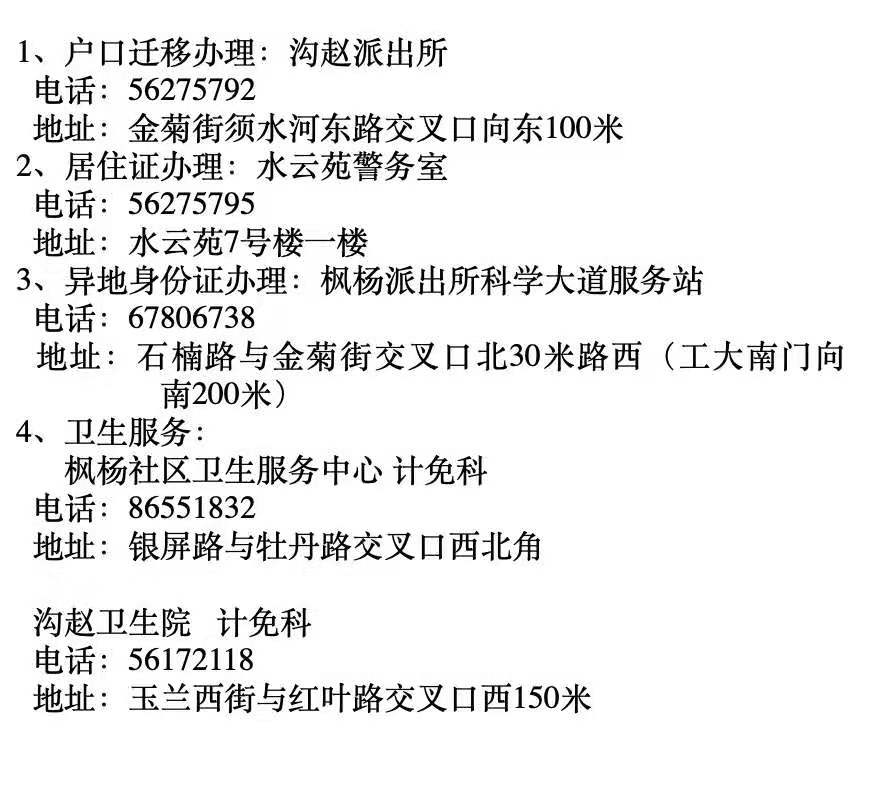 1、户口迁移办理：沟赵派出所
电话：56275792
地址：金菊街须水河东路交叉口向东100米
2、居住证办理：水云苑警务室
电话：56275795
地址：水云苑7号楼一楼
3、异地身份证办理：枫杨派出所科学大道服务站
电话：67806738
地址：石楠路与金菊街交叉口北30米路西（工大南门向
南200米）
4、卫生服务：
枫杨社区卫生服务中心 计免科
电话：86551832
地址：银屏路与牡丹路交叉口西北角
沟赵卫生院 计免科
电话：56172118
地址：玉兰西街与红叶路交叉口西150米